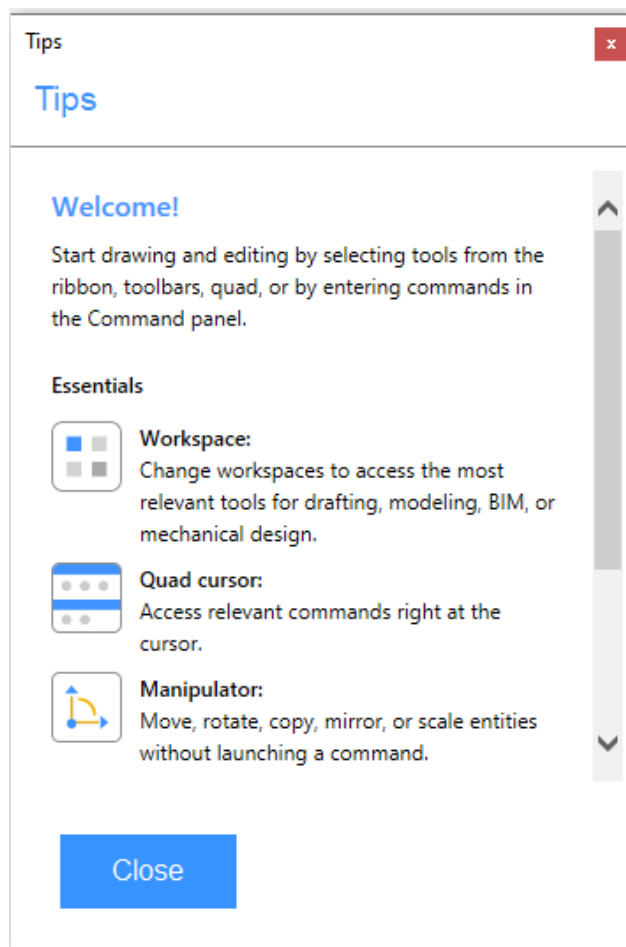 Tips
x
Tips
Welcome!
Start drawing and editing by selecting tools from the
ribbon, toolbars, quad, or by entering commands in
the Command panel.
Essentials
Workspace:
Change workspaces to access the most
relevant tools for drafting, modeling, BIM, or
mechanical design.
Quad cursor:
Access relevant commands right at the
cursor.
Manipulator:
Move, rotate, copy, mirror, or scale entities
without launching a command.
Close